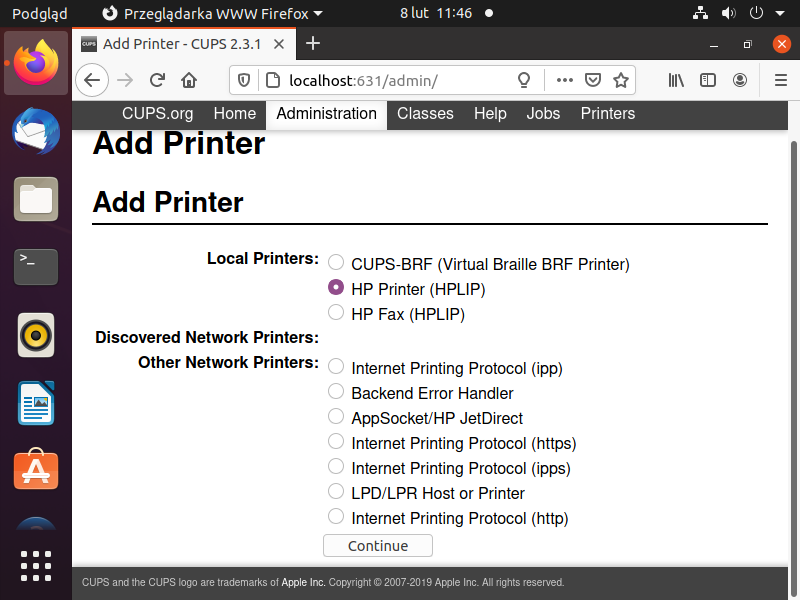 Podgląd Przeglądarka WWW Firefox 8 lut 11:46
CUPS Add Printer - CUPS 2.3.1
localhost:631/admin/
CUPS.org Home Administration Classes Help Jobs Printers
Add Printer
Add Printer
Local Printers:
CUPS-BRF (Virtual Braille BRF Printer)
HP Printer (HPLIP)
HP Fax (HPLIP)
Discovered Network Printers:
Other Network Printers:
Internet Printing Protocol (ipp)
Backend Error Handler
AppSocket/HP JetDirect
Internet Printing Protocol (https)
Internet Printing Protocol (ipps)
LPD/LPR Host or Printer
Internet Printing Protocol (http)
Continue
CUPS and the CUPS logo are trademarks of Apple Inc. Copyright © 2007-2019 Apple Inc. All rights reserved.